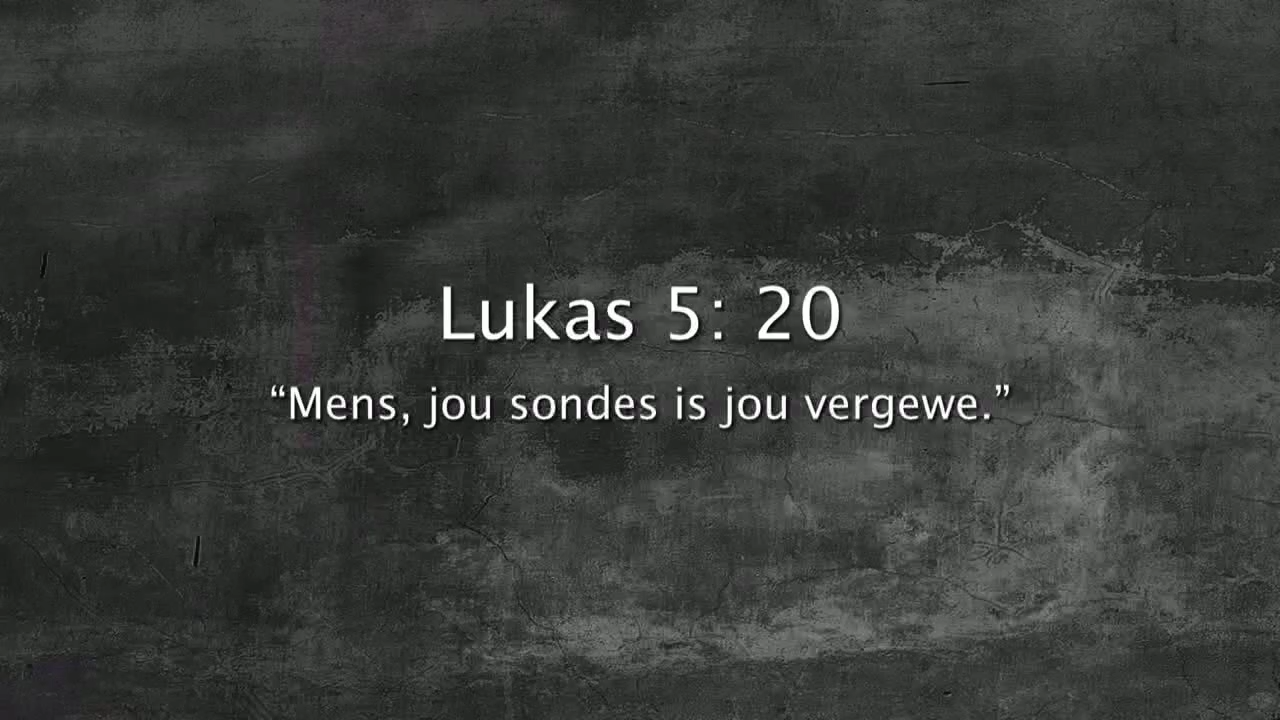 Lukas 5: 20
“Mens, jou sondes is jou vergewe.”